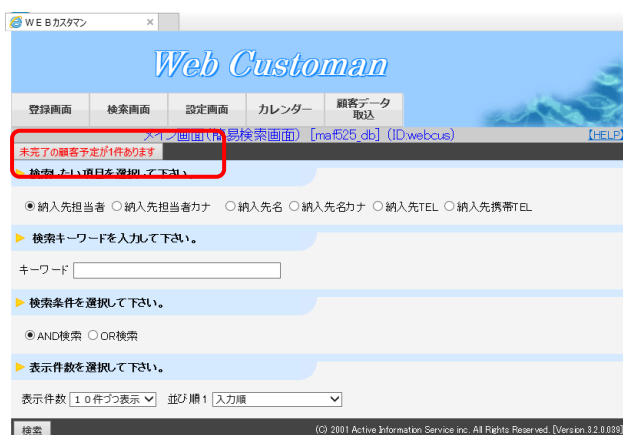 WEBカスタマン ×
Web Customan
登録画面 検索画面 設定画面 カレンダー 顧客データ
取込
メイン画面(簡易検索画面) [maf525_db] (ID:webcus) 【HELP】
未完了の顧客予定が1件あります
検索したい項目を選択して下さい。
納入先担当者 納入先担当者カナ 納入先名 納入先名カナ 納入先TEL 納入先携帯TEL
検索キーワードを入力して下さい。
キーワード
検索条件を選択して下さい。
AND検索 OR検索
表示件数を選択して下さい。
表示件数 10件づつ表示 並び順1 入力順
検索 (C) 2001 Active Information Service inc. All Rights Reserved. [Version.3.2.0.039]